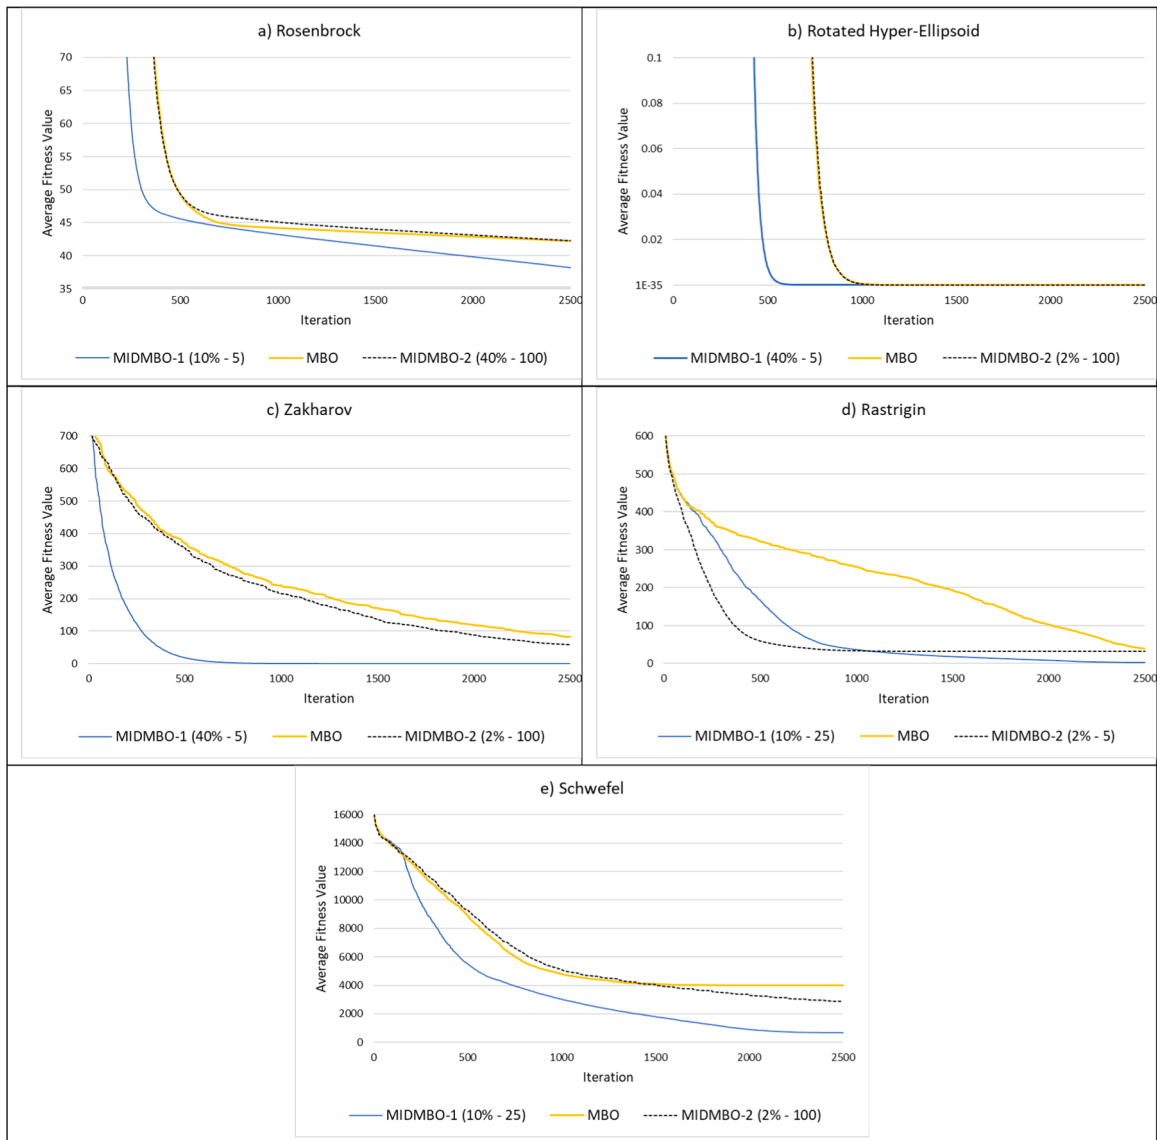 a) Rosenbrock
Average Fitness Value
70
65
60
55
50
45
40
35
0 500 1000 1500 2000 2500
Iteration
MIDMBO-1 (10% - 5) MBO MIDMBO-2 (40% - 100)
b) Rotated Hyper-Ellipsoid
Average Fitness Value
0.1
0.08
0.06
0.04
0.02
1E-35
0 500 1000 1500 2000 2500
Iteration
MIDMBO-1 (40% - 5) MBO MIDMBO-2 (2% - 100)
c) Zakharov
Average Fitness Value
700
600
500
400
300
200
100
0
0 500 1000 1500 2000 2500
Iteration
MIDMBO-1 (40% - 5) MBO MIDMBO-2 (2% - 100)
d) Rastrigin
Average Fitness Value
600
500
400
300
200
100
0
0 500 1000 1500 2000 2500
Iteration
MIDMBO-1 (10% - 25) MBO MIDMBO-2 (2% - 5)
e) Schwefel
Average Fitness Value
16000
14000
12000
10000
8000
6000
4000
2000
0
0 500 1000 1500 2000 2500
Iteration
MIDMBO-1 (10% - 25) MBO MIDMBO-2 (2% - 100)